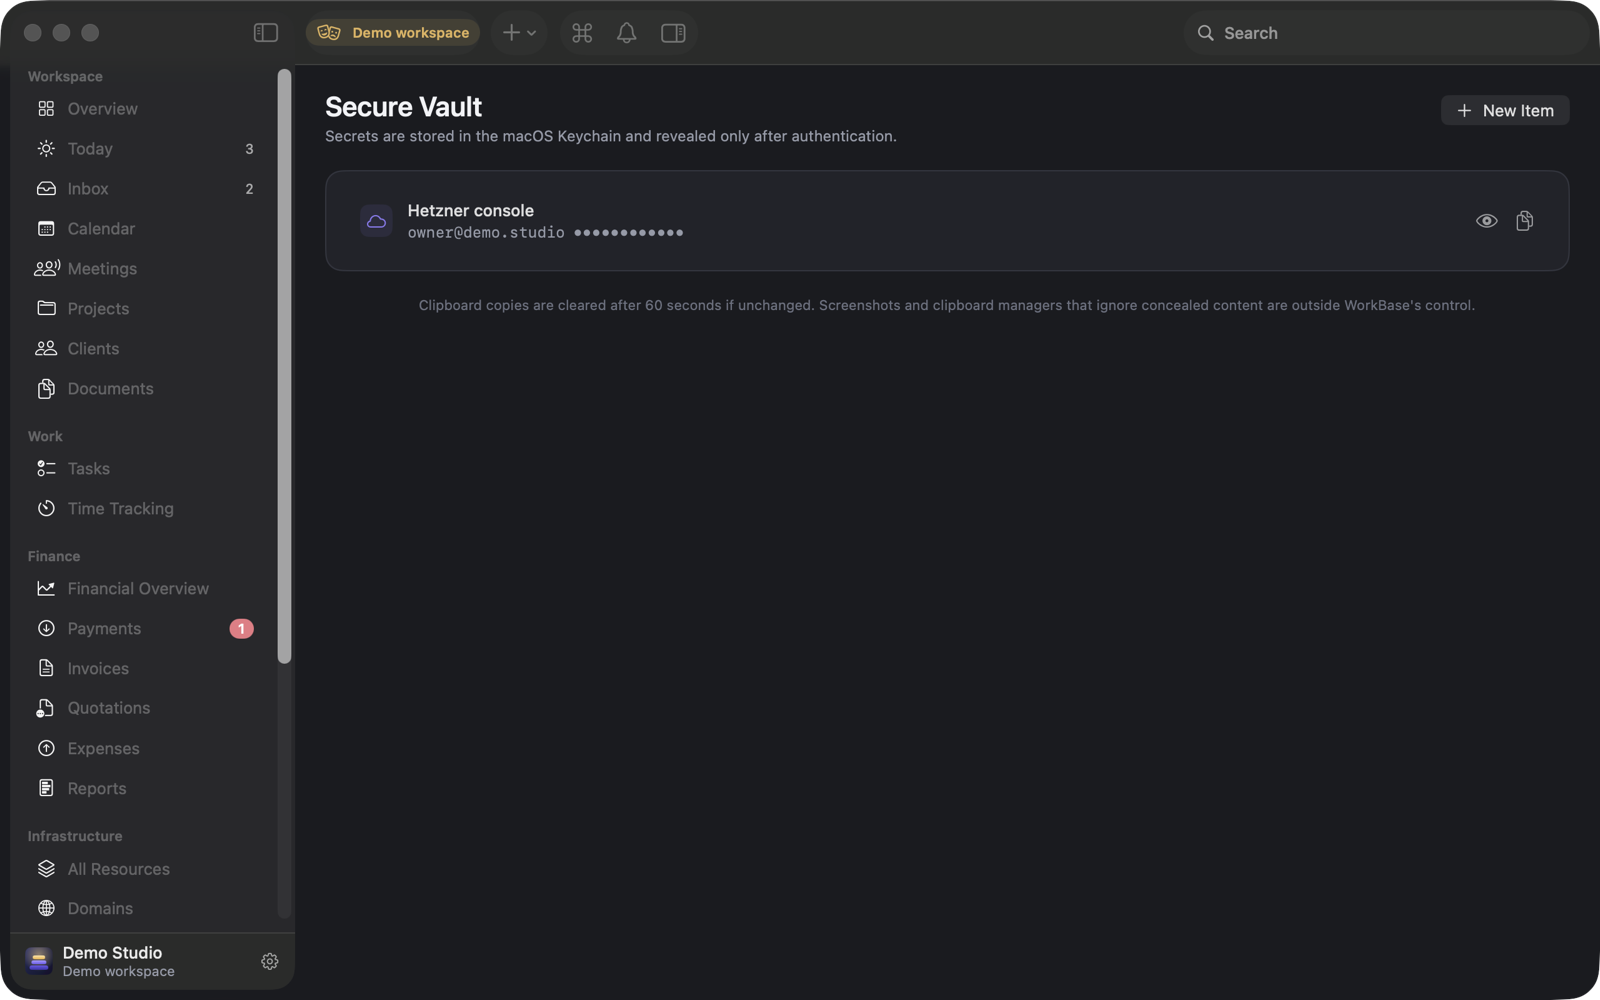 Demo workspace
Search
Workspace
Overview
Today 3
Inbox 2
Calendar
Meetings
Projects
Clients
Documents
Work
Tasks
Time Tracking
Finance
Financial Overview
Payments 1
Invoices
Quotations
Expenses
Reports
Infrastructure
All Resources
Domains
Demo Studio
Demo workspace
Secure Vault
New Item
Secrets are stored in the macOS Keychain and revealed only after authentication.
Hetzner console
owner@demo.studio ••••••••••••
Clipboard copies are cleared after 60 seconds if unchanged. Screenshots and clipboard managers that ignore concealed content are outside WorkBase's control.